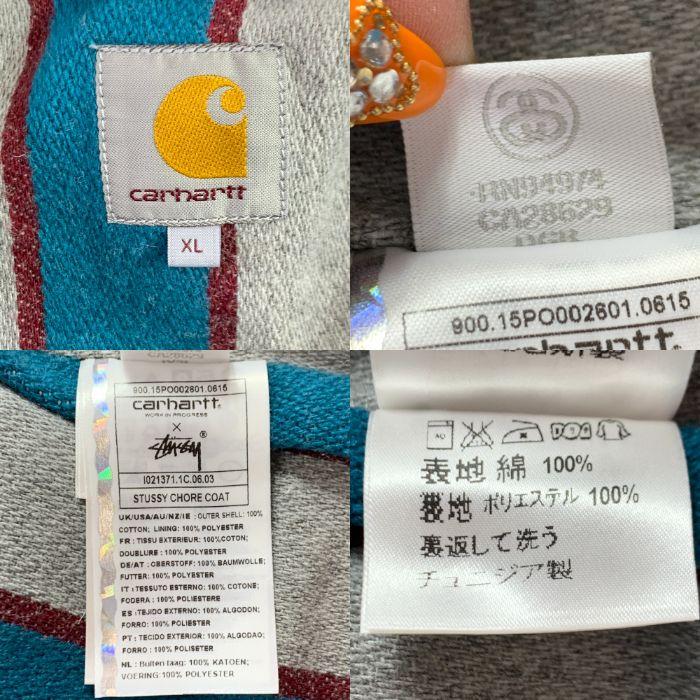 carhartt
XL
RN94974
CA28629
900.15PO002601.0615
CA28629
900.15PO002601.0615
carhartt
WORK IN PROGRESS
×
STÜSSY®
I021371.1C.06.03
STUSSY CHORE COAT
UK/USA/AU/NZ/IE : OUTER SHELL: 100%
COTTON; LINING: 100% POLYESTER
FR : TISSU EXTERIEUR: 100%COTON;
DOUBLURE : 100% POLYESTER
DE/AT : OBERSTOFF: 100%BAUMWOLLE;
FUTTER: 100% POLYESTER
IT : TESSUTO ESTERNO: 100% COTONE;
FODERA : 100% POLIESTERE
ES : TEJIDO EXTERNO: 100% ALGODON;
FORRO: 100% POLIESTER
PT : TECIDO EXTERIOR: 100% ALGODAO;
FORRO : 100% POLIESTER
NL : Buiten laag: 100% KATOEN;
VOERING: 100% POLYESTER
表地 綿 100%
裏地 ポリエステル 100%
裏返して洗う
チュニジア製